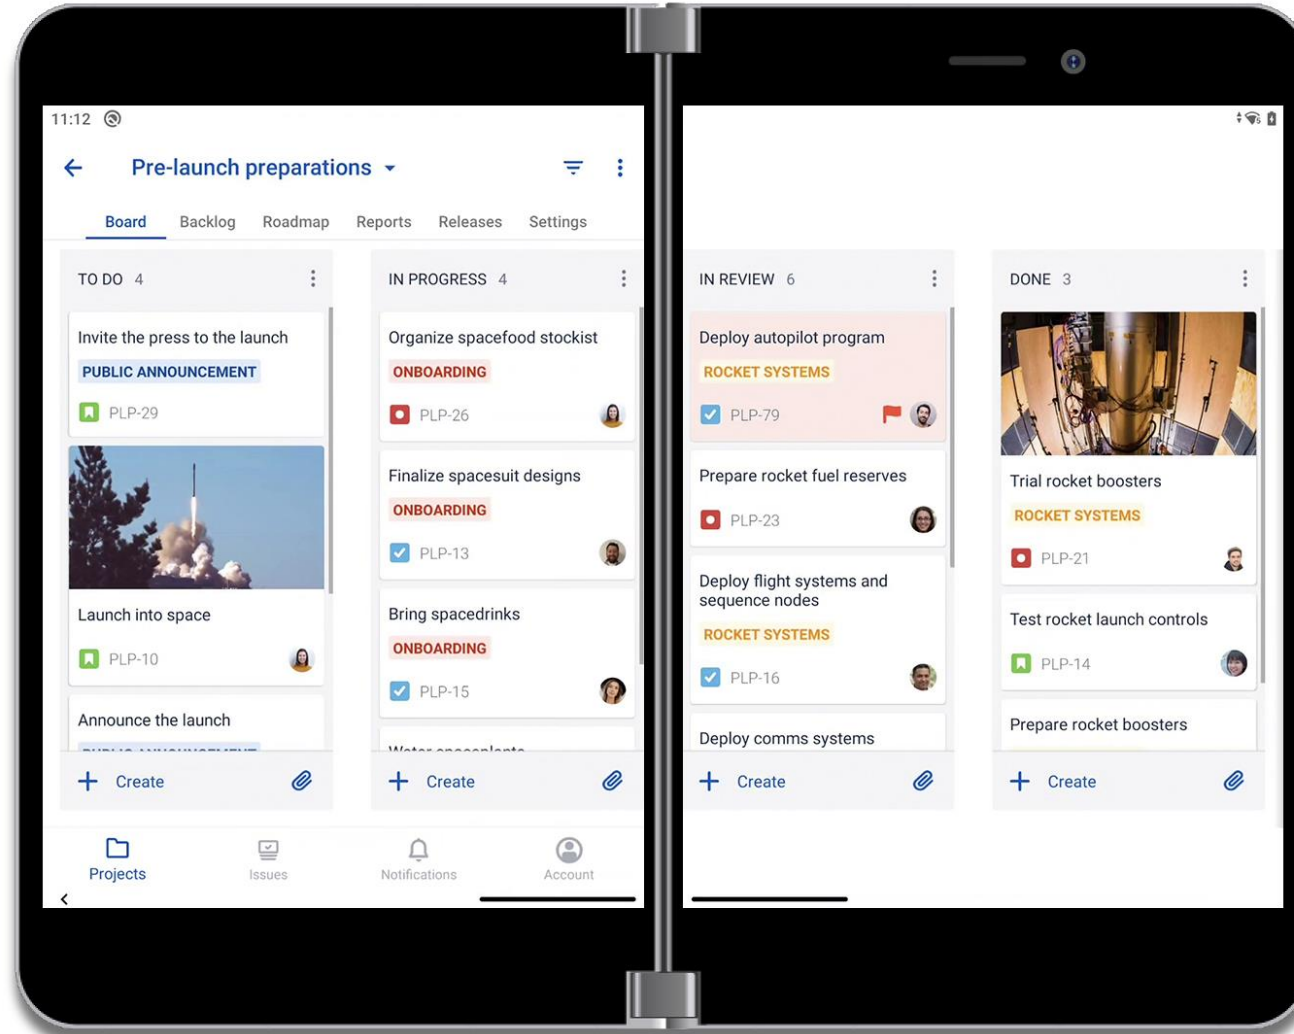 11:12
Pre-launch preparations
Board Backlog Roadmap Reports Releases Settings
TO DO 4
Invite the press to the launch
PUBLIC ANNOUNCEMENT
PLP-29
Launch into space
PLP-10
Announce the launch
PUBLIC ANNOUNCEMENT
+ Create
IN PROGRESS 4
Organize spacefood stockist
ONBOARDING
PLP-26
Finalize spacesuit designs
ONBOARDING
PLP-13
Bring spacedrinks
ONBOARDING
PLP-15
Water spaceplants
+ Create
IN REVIEW 6
Deploy autopilot program
ROCKET SYSTEMS
PLP-79
Prepare rocket fuel reserves
PLP-23
Deploy flight systems and
sequence nodes
ROCKET SYSTEMS
PLP-16
Deploy comms systems
+ Create
DONE 3
Trial rocket boosters
ROCKET SYSTEMS
PLP-21
Test rocket launch controls
PLP-14
Prepare rocket boosters
+ Create
Projects Issues Notifications Account